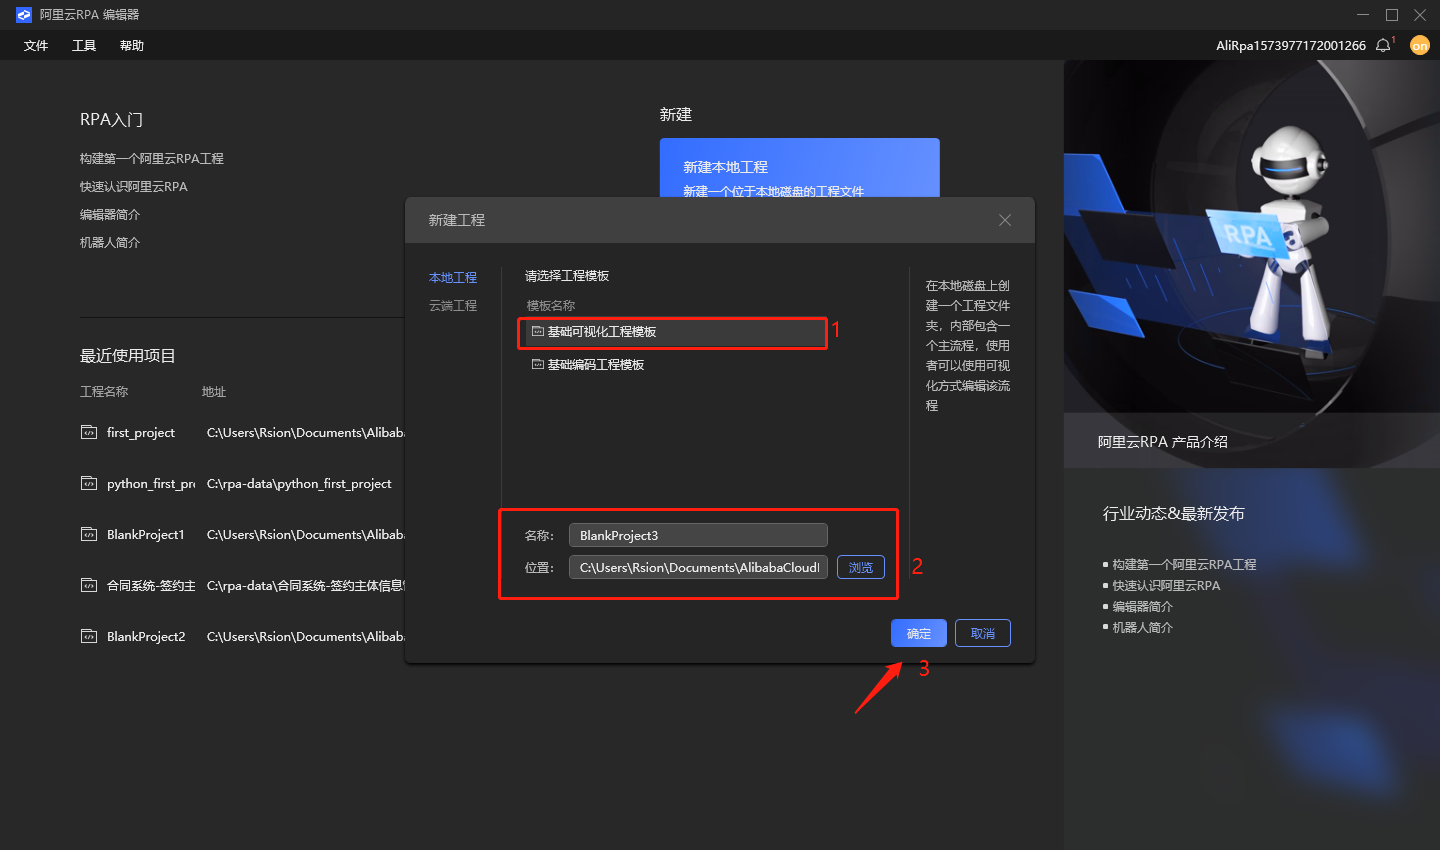 阿里云RPA 编辑器
文件 工具 帮助
AliRpa1573977172001266 1 on
RPA入门
构建第一个阿里云RPA工程
快速认识阿里云RPA
编辑器简介
机器人简介
最近使用项目
工程名称 地址
first_project C:\Users\Rsion\Documents\Alibaba
python_first_pro C:\rpa-data\python_first_project
BlankProject1 C:\Users\Rsion\Documents\Alibaba
合同系统-签约主 C:\rpa-data\合同系统-签约主体信息
BlankProject2 C:\Users\Rsion\Documents\Alibaba
新建
新建本地工程
新建一个位于本地磁盘的工程文件
新建工程
本地工程
云端工程
请选择工程模板
模板名称
基础可视化工程模板 1
基础编码工程模板
在本地磁盘上创
建一个工程文件
夹，内部包含一
个主流程，使用
者可以使用可视
化方式编辑该流
程
名称： BlankProject3
位置： C:\Users\Rsion\Documents\AlibabaCloud 浏览 2
确定 取消
3
RPA
阿里云RPA 产品介绍
行业动态&最新发布
构建第一个阿里云RPA工程
快速认识阿里云RPA
编辑器简介
机器人简介